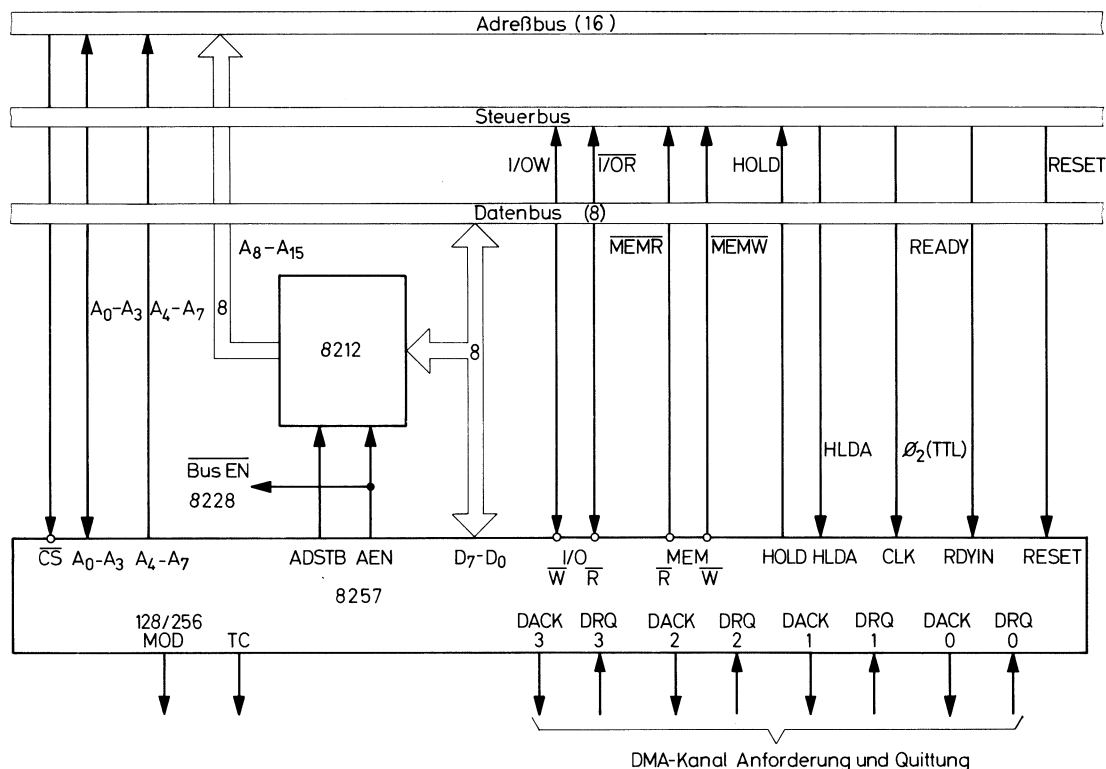 Adreßbus (16)
Steuerbus
I/OW I/OR HOLD RESET
Datenbus (8)
A8–A15 MEMR MEMW READY
A0–A3 A4–A7 8
8212 8
HLDA Ø2(TTL)
Bus EN
8228
CS A0–A3 A4–A7 ADSTB AEN D7–D0 I/O MEM HOLD HLDA CLK RDYIN RESET
W R R W
8257
128/256 DACK DRQ DACK DRQ DACK DRQ DACK DRQ
MOD TC 3 3 2 2 1 1 0 0
DMA-Kanal Anforderung und Quittung